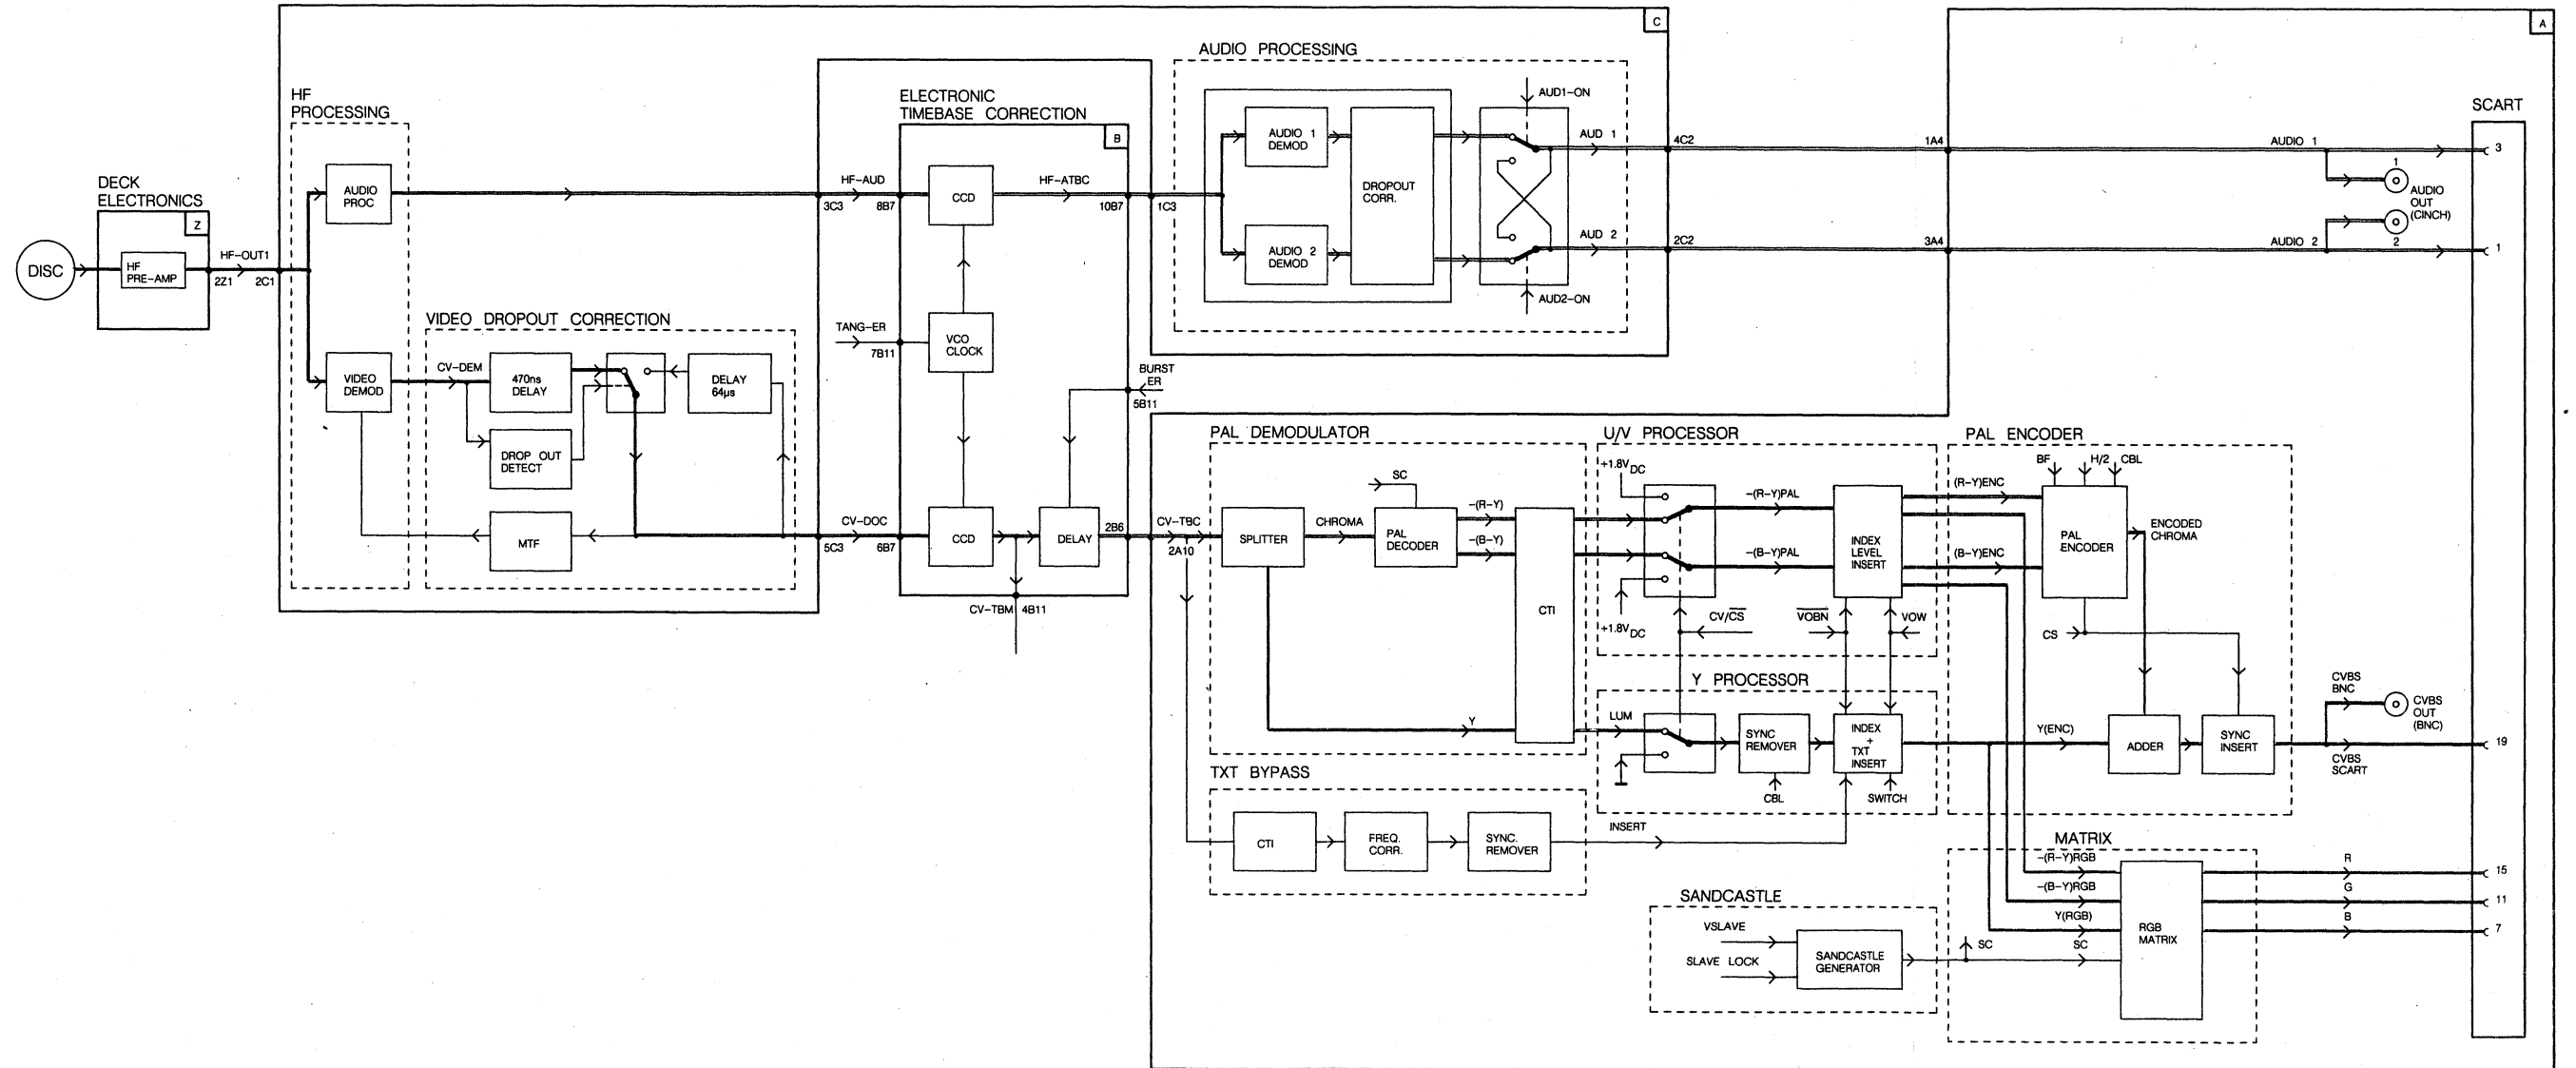 C
A
AUDIO PROCESSING
HF
PROCESSING
ELECTRONIC
TIMEBASE CORRECTION
B
AUD1-ON
SCART
AUDIO 1
DEMOD
AUD 1
4C2
1A4
AUDIO 1
3
1
AUDIO
OUT
(CINCH)
2
AUDIO
PROC
HF-AUD
3C3
8B7
CCD
HF-ATBC
10B7
1C3
DROPOUT
CORR.
AUDIO 2
DEMOD
AUD 2
2C2
3A4
AUDIO 2
1
AUD2-ON
DECK
ELECTRONICS
Z
DISC
HF
PRE-AMP
HF-OUT1
2Z1
2C1
VIDEO DROPOUT CORRECTION
TANG-ER
7B11
VCO
CLOCK
BURST
ER
5B11
VIDEO
DEMOD
CV-DEM
470ns
DELAY
DELAY
64µs
DROP OUT
DETECT
MTF
CV-DOC
5C3
6B7
CCD
DELAY
2B6
CV-TBM
4B11
CV-TBC
2A10
PAL DEMODULATOR
SC
SPLITTER
CHROMA
PAL
DECODER
-(R-Y)
-(B-Y)
CTI
Y
U/V PROCESSOR
+1.8VDC
-(R-Y)PAL
-(B-Y)PAL
+1.8VDC
CV/C̅S̅
V̅O̅B̅N̅
VOW
INDEX
LEVEL
INSERT
PAL ENCODER
BF
H/2
CBL
(R-Y)ENC
(B-Y)ENC
PAL
ENCODER
ENCODED
CHROMA
CS
Y PROCESSOR
LUM
SYNC
REMOVER
CBL
INDEX
+
TXT
INSERT
SWITCH
Y(ENC)
ADDER
SYNC
INSERT
CVBS
BNC
CVBS
OUT
(BNC)
CVBS
SCART
19
TXT BYPASS
CTI
FREQ.
CORR.
SYNC.
REMOVER
INSERT
MATRIX
-(R-Y)RGB
-(B-Y)RGB
Y(RGB)
SC
SC
RGB
MATRIX
R
15
G
11
B
7
SANDCASTLE
VSLAVE
SLAVE LOCK
SANDCASTLE
GENERATOR